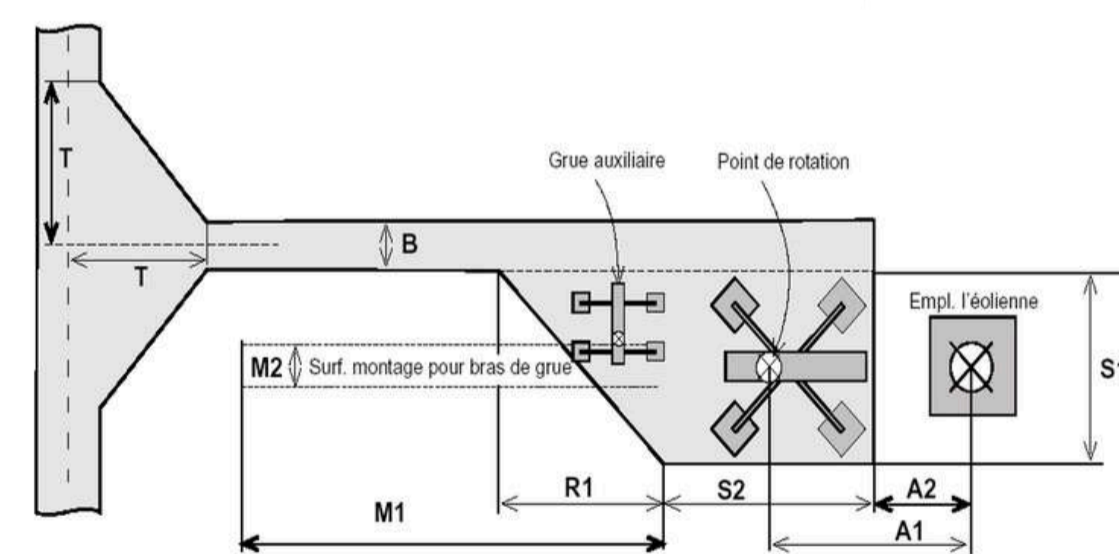 T
Grue auxiliaire
Point de rotation
B
T
Empl. l'éolienne
M2
Surf. montage pour bras de grue
S1
R1
S2
A2
M1
A1